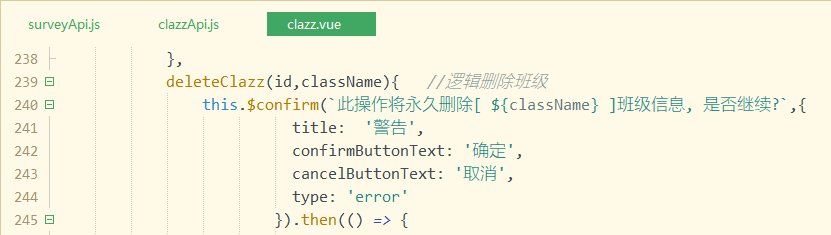 surveyApi.js clazzApi.js clazz.vue
238 },
239 deleteClazz(id,className){ //逻辑删除班级
240 this.$confirm(`此操作将永久删除[ ${className} ]班级信息, 是否继续?`,{
241 title: '警告',
242 confirmButtonText: '确定',
243 cancelButtonText: '取消',
244 type: 'error'
245 }).then(() => {